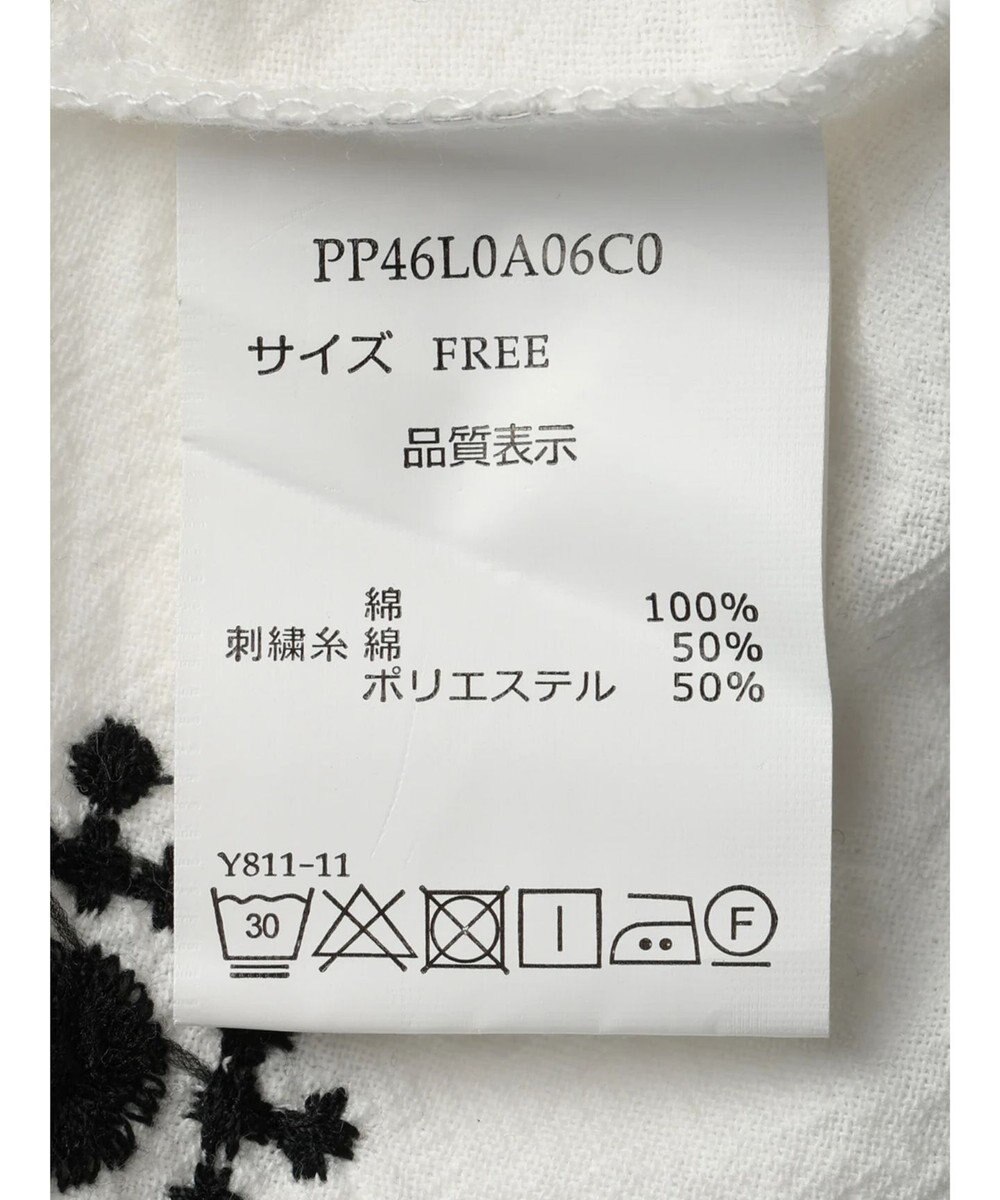 PP46L0A06C0
サイズ FREE
品質表示
綿 100%
刺繍糸 綿 50%
ポリエステル 50%
Y811-11
30 F